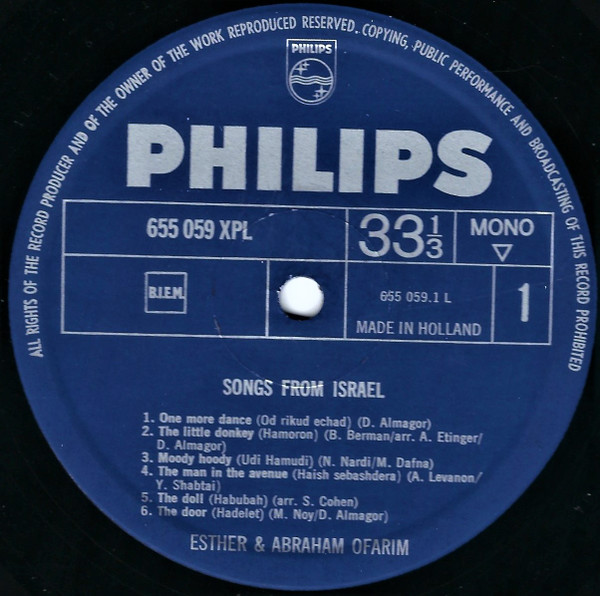 ALL RIGHTS OF THE RECORD PRODUCER AND OF THE OWNER OF THE WORK REPRODUCED RESERVED. COPYING, PUBLIC PERFORMANCE AND BROADCASTING OF THIS RECORD PROHIBITED
PHILIPS
PHILIPS
655 059 XPL
33 1/3
MONO
B.I.E.M.
655 059.1 L
MADE IN HOLLAND
1
SONGS FROM ISRAEL
1. One more dance (Od rikud echad) (D. Almagor)
2. The little donkey (Hamoron) (B. Berman/arr. A. Etinger/
D. Almagor)
3. Moody hoody (Udi Hamudi) (N. Nardi/M. Dafna)
4. The man in the avenue (Haish sebashdera) (A. Levanon/
Y. Shabtai)
5. The doll (Habubah) (arr. S. Cohen)
6. The door (Hadelet) (M. Noy/D. Almagor)
ESTHER & ABRAHAM OFARIM